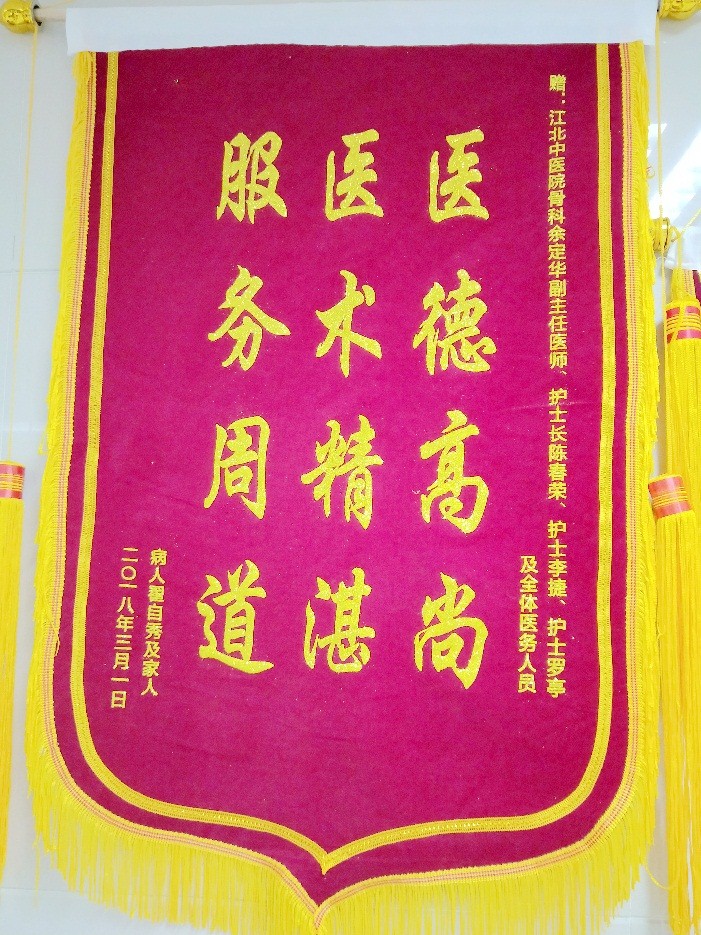 赠：江北中医院骨科余定华副主任医师、护士长陈春荣、护士李捷、护士罗亭
及全体医务人员
医德高尚
医术精湛
服务周道
病人翟自秀及家人
二〇一八年三月一日